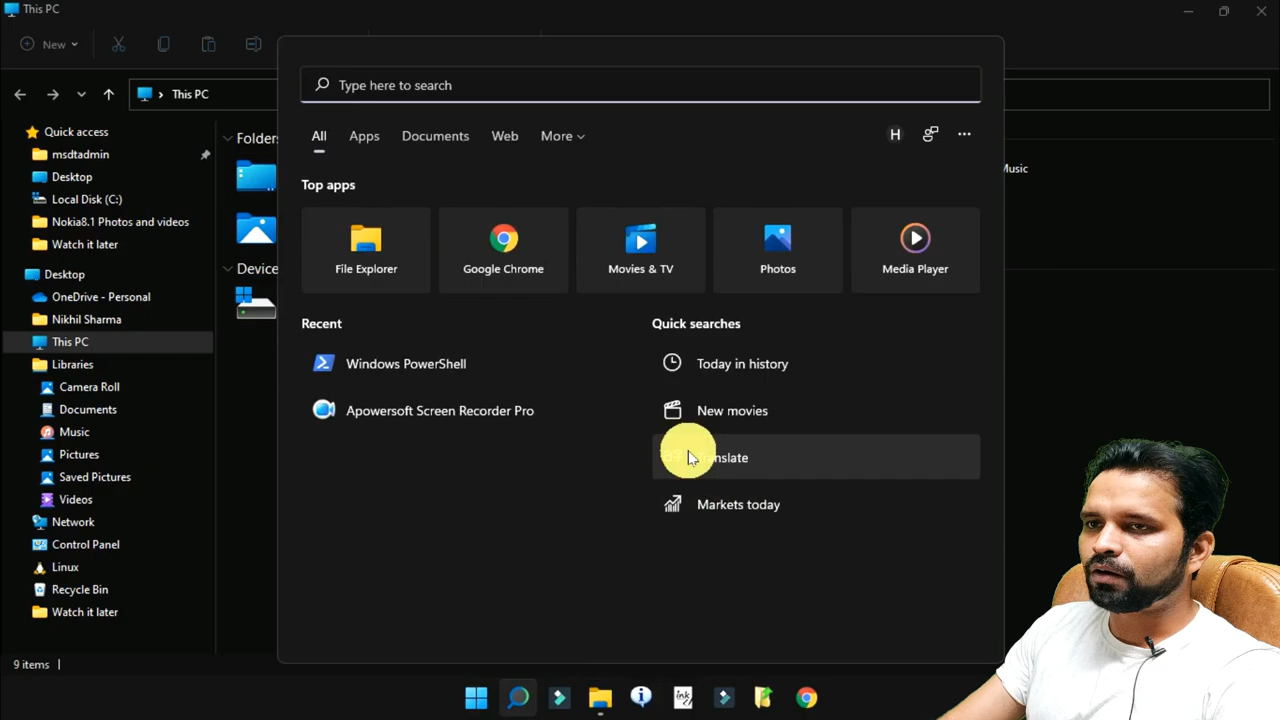 This PC
New
This PC
Quick access
msdtadmin
Desktop
Local Disk (C:)
Nokia8.1 Photos and videos
Watch it later
Desktop
OneDrive - Personal
Nikhil Sharma
This PC
Libraries
Camera Roll
Documents
Music
Pictures
Saved Pictures
Videos
Network
Control Panel
Linux
Recycle Bin
Watch it later
9 items
Folders
Device
Music
Type here to search
All Apps Documents Web More
H
Top apps
File Explorer Google Chrome Movies & TV Photos Media Player
Recent
Windows PowerShell
Apowersoft Screen Recorder Pro
Quick searches
Today in history
New movies
nslate
Markets today
ink